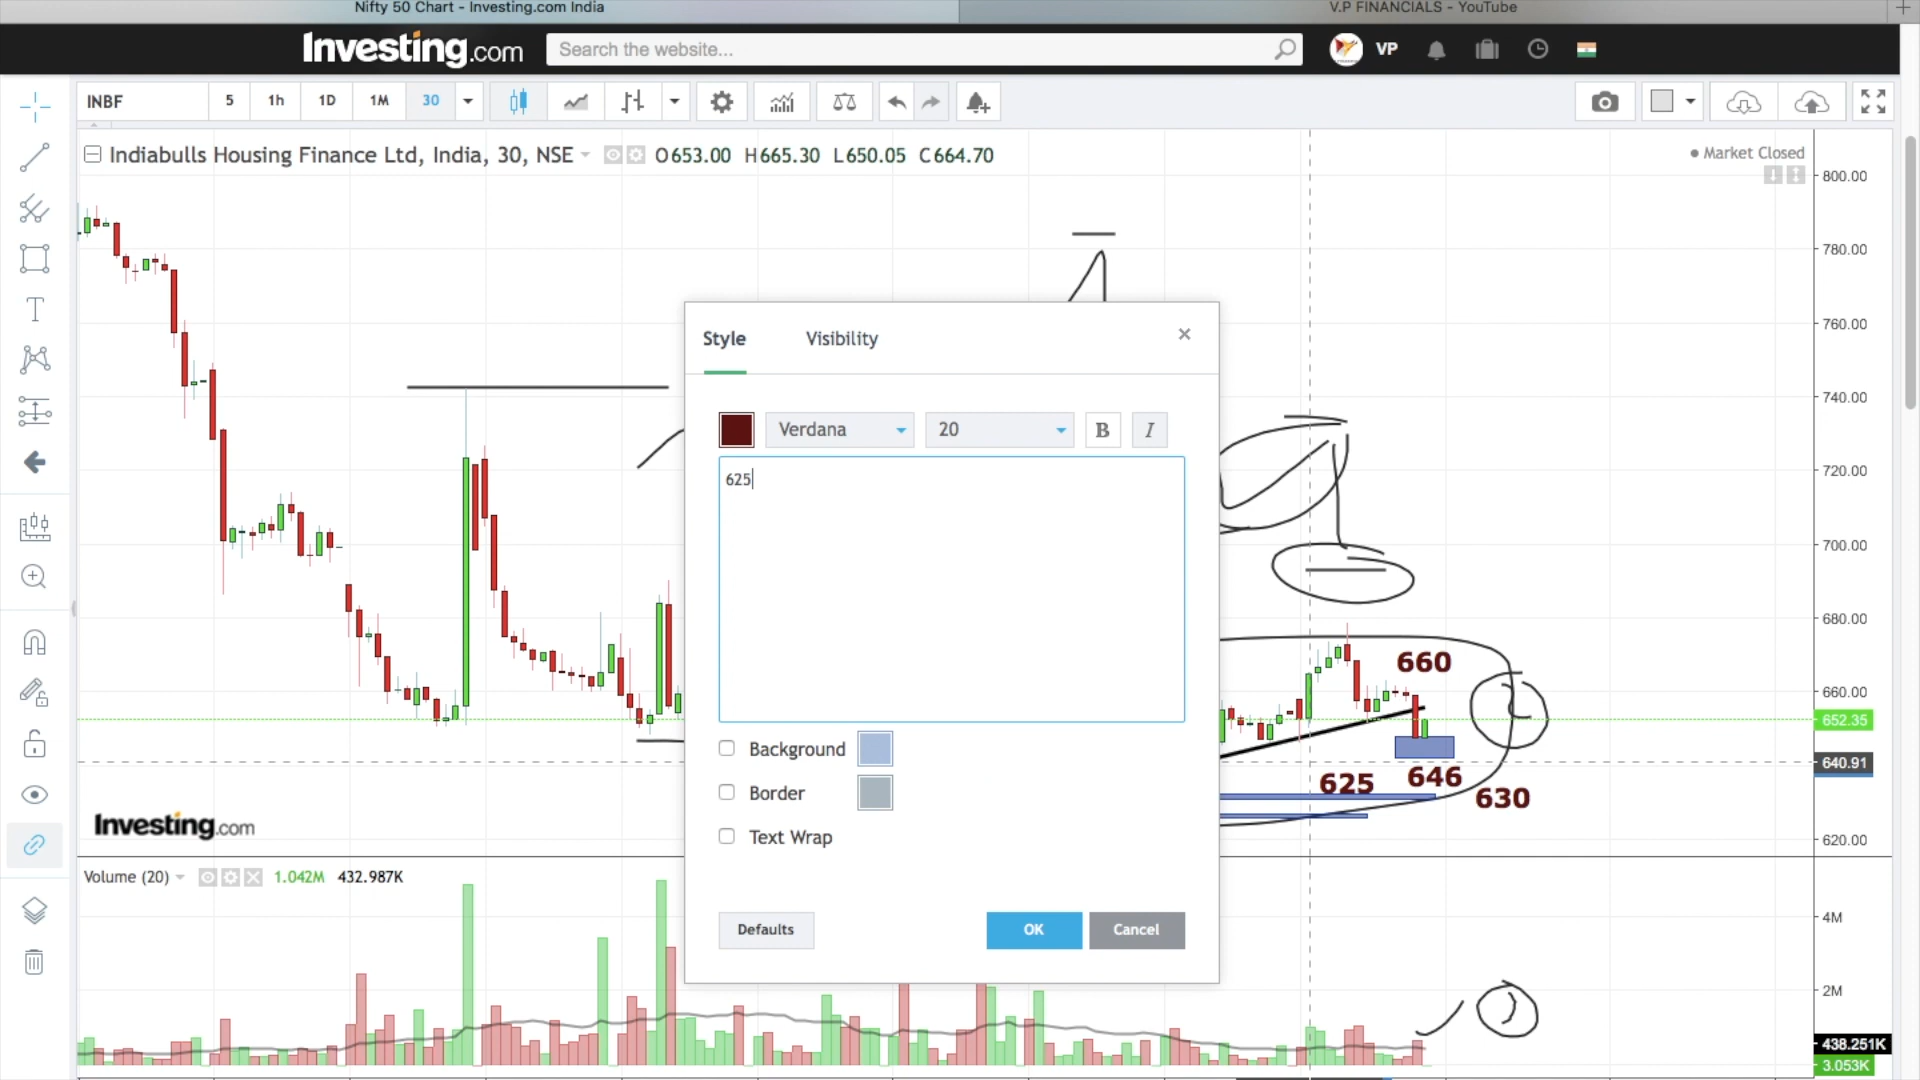 Nifty 50 Chart - Investing.com India
V.P FINANCIALS - YouTube
Investing.com
Search the website...
VP
INBF
5
1h
1D
1M
30
Indiabulls Housing Finance Ltd, India, 30, NSE
O653.00 H665.30 L650.05 C664.70
Market Closed
800.00
780.00
760.00
740.00
720.00
700.00
680.00
660.00
652.35
640.91
620.00
Style
Visibility
Verdana
20
B
I
625
Background
Border
Text Wrap
Defaults
OK
Cancel
660
625
646
630
Investing.com
Volume (20)
1.042M
432.987K
4M
2M
438.251K
3.053K